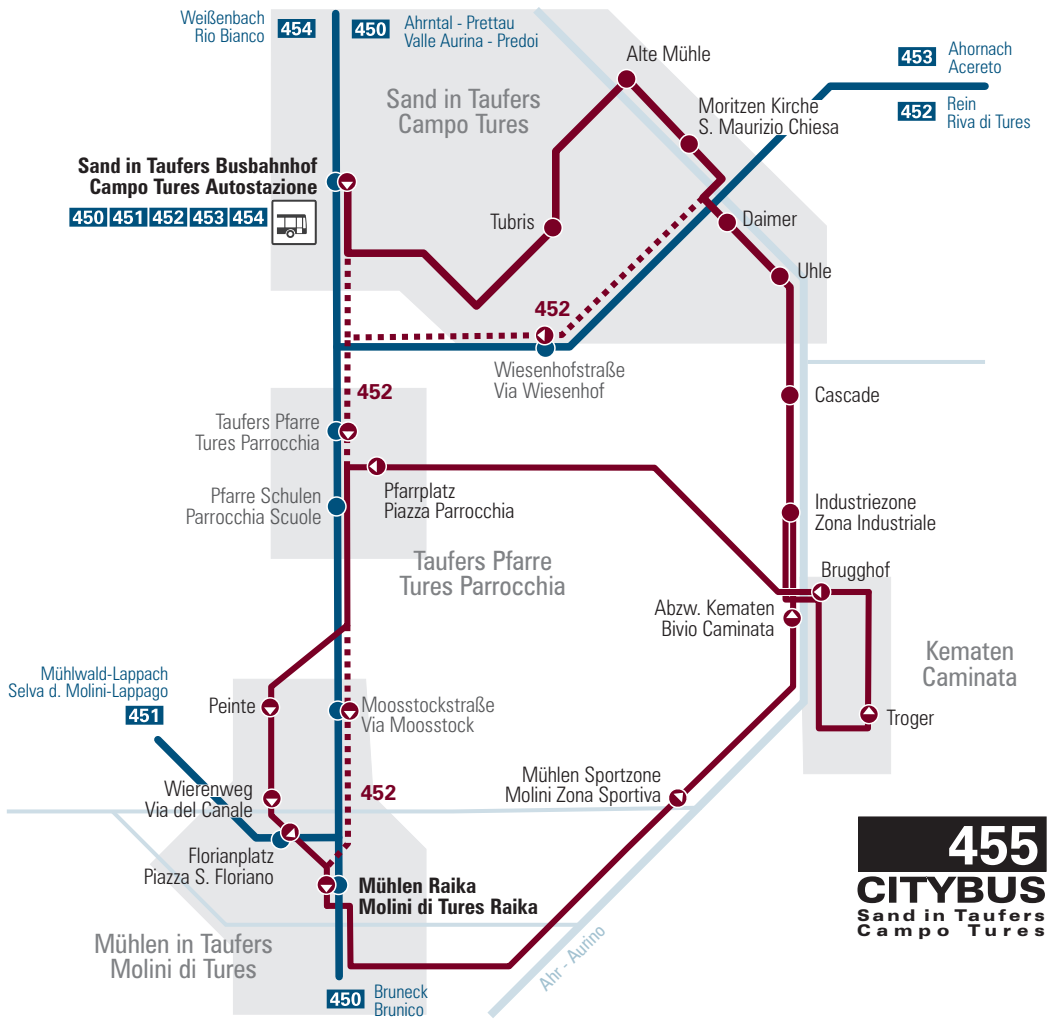 Weißenbach
Rio Bianco
454
450
Ahrntal - Prettau
Valle Aurina - Predoi
Alte Mühle
453
Ahornach
Acereto
452
Rein
Riva di Tures
Sand in Taufers
Campo Tures
Moritzen Kirche
S. Maurizio Chiesa
Sand in Taufers Busbahnhof
Campo Tures Autostazione
450 451 452 453 454
Tubris
Daimer
Uhle
452
Wiesenhofstraße
Via Wiesenhof
452
Cascade
Taufers Pfarre
Tures Parrocchia
Pfarrplatz
Piazza Parrocchia
Pfarre Schulen
Parrocchia Scuole
Industriezone
Zona Industriale
Taufers Pfarre
Tures Parrocchia
Brugghof
Abzw. Kematen
Bivio Caminata
Kematen
Caminata
Mühlwald-Lappach
Selva d. Molini-Lappago
451
Peinte
Moosstockstraße
Via Moosstock
Troger
Wierenweg
Via del Canale
452
Mühlen Sportzone
Molini Zona Sportiva
Florianplatz
Piazza S. Floriano
Mühlen Raika
Molini di Tures Raika
455
CITYBUS
Sand in Taufers
Campo Tures
Mühlen in Taufers
Molini di Tures
Ahr - Aurino
450
Bruneck
Brunico